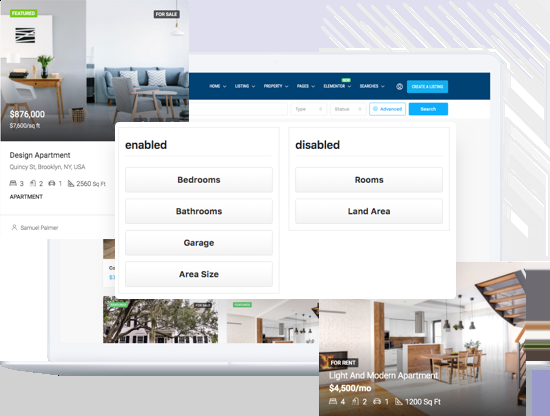 FEATURED
FOR SALE
$876,000
$7,600/sq ft
Design Apartment
Quincy St, Brooklyn, NY, USA
3 2 1 2560 Sq Ft
APARTMENT
Samuel Palmer
HOME LISTING PROPERTY PAGES ELEMENTOR SEARCHES CREATE A LISTING
NEW
Type Status Advanced Search
enabled
Bedrooms
Bathrooms
Garage
Area Size
disabled
Rooms
Land Area
Co
FEATURED
FOR SALE
FEATURED
FOR RENT
Light And Modern Apartment
$4,500/mo
4 2 1 1200 Sq Ft